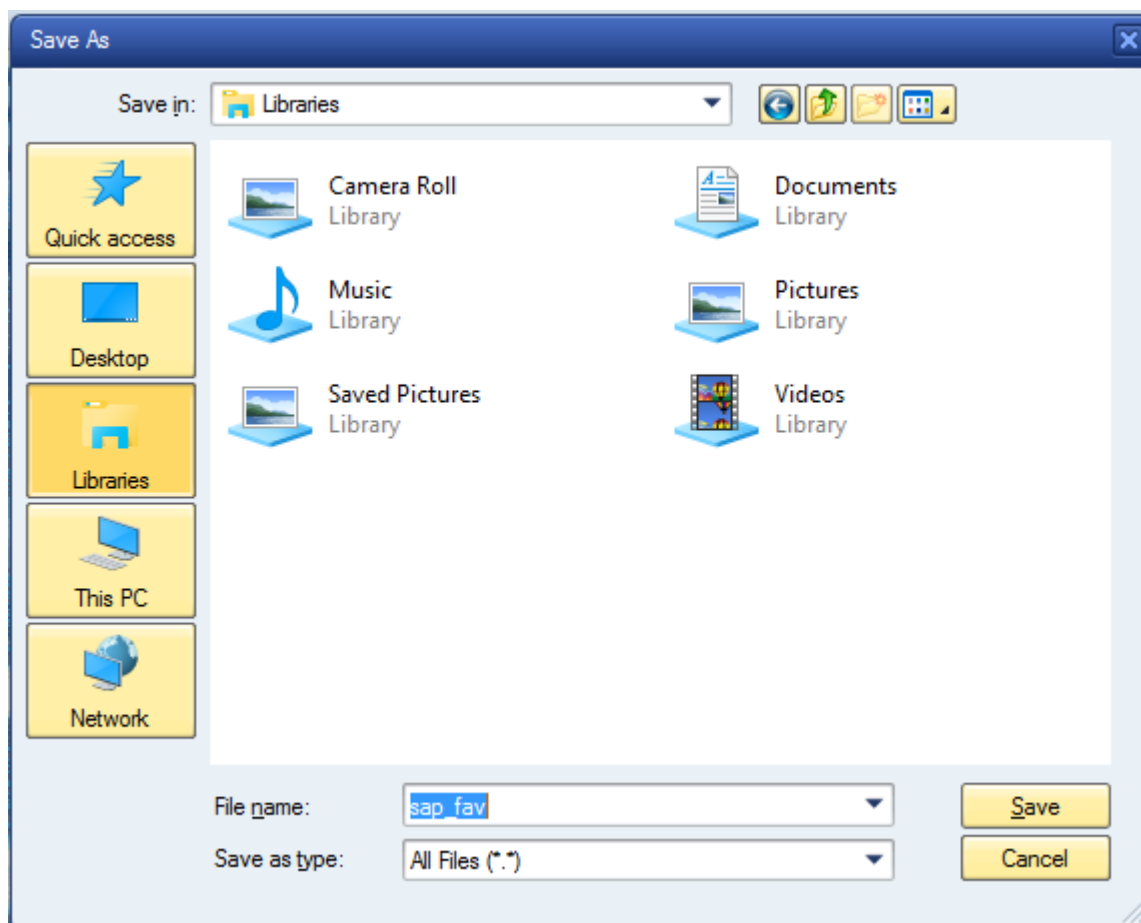 Save As
Save in: Libraries
Quick access
Desktop
Libraries
This PC
Network
Camera Roll
Library
Documents
Library
Music
Library
Pictures
Library
Saved Pictures
Library
Videos
Library
File name: sap_fav
Save
Save as type: All Files (*.*)
Cancel